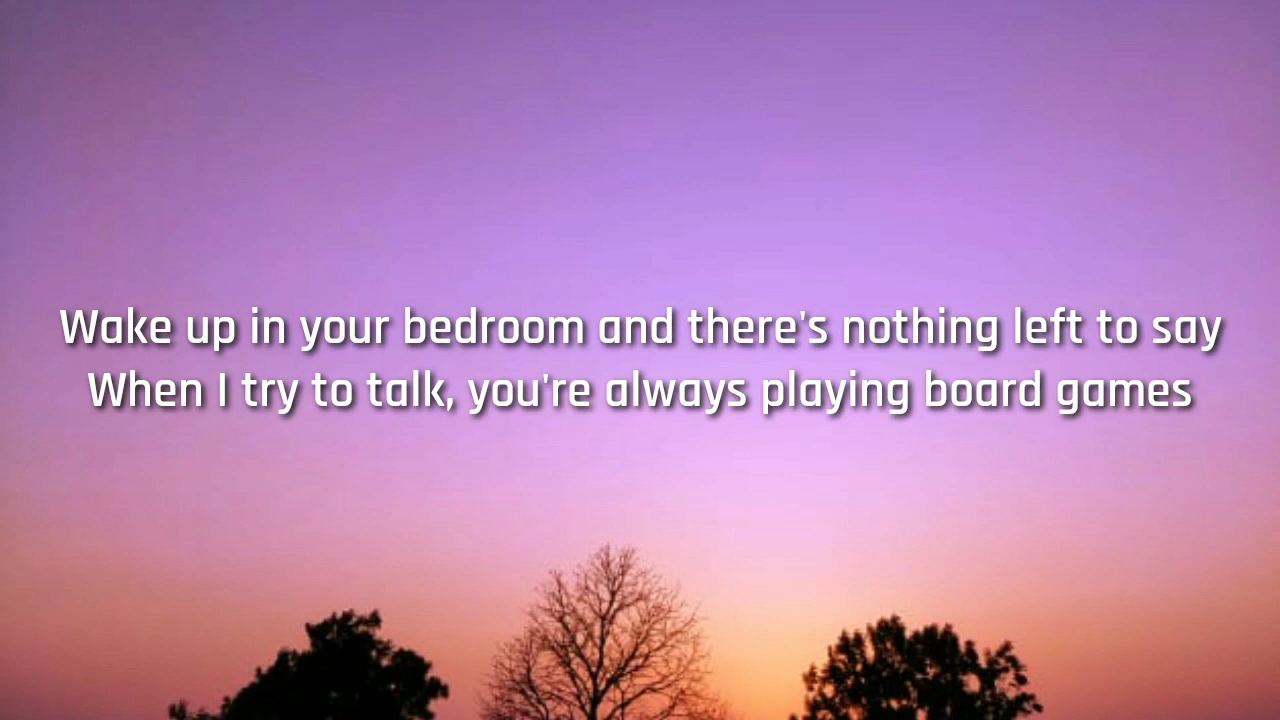 Wake up in your bedroom and there's nothing left to say
When I try to talk, you're always playing board games